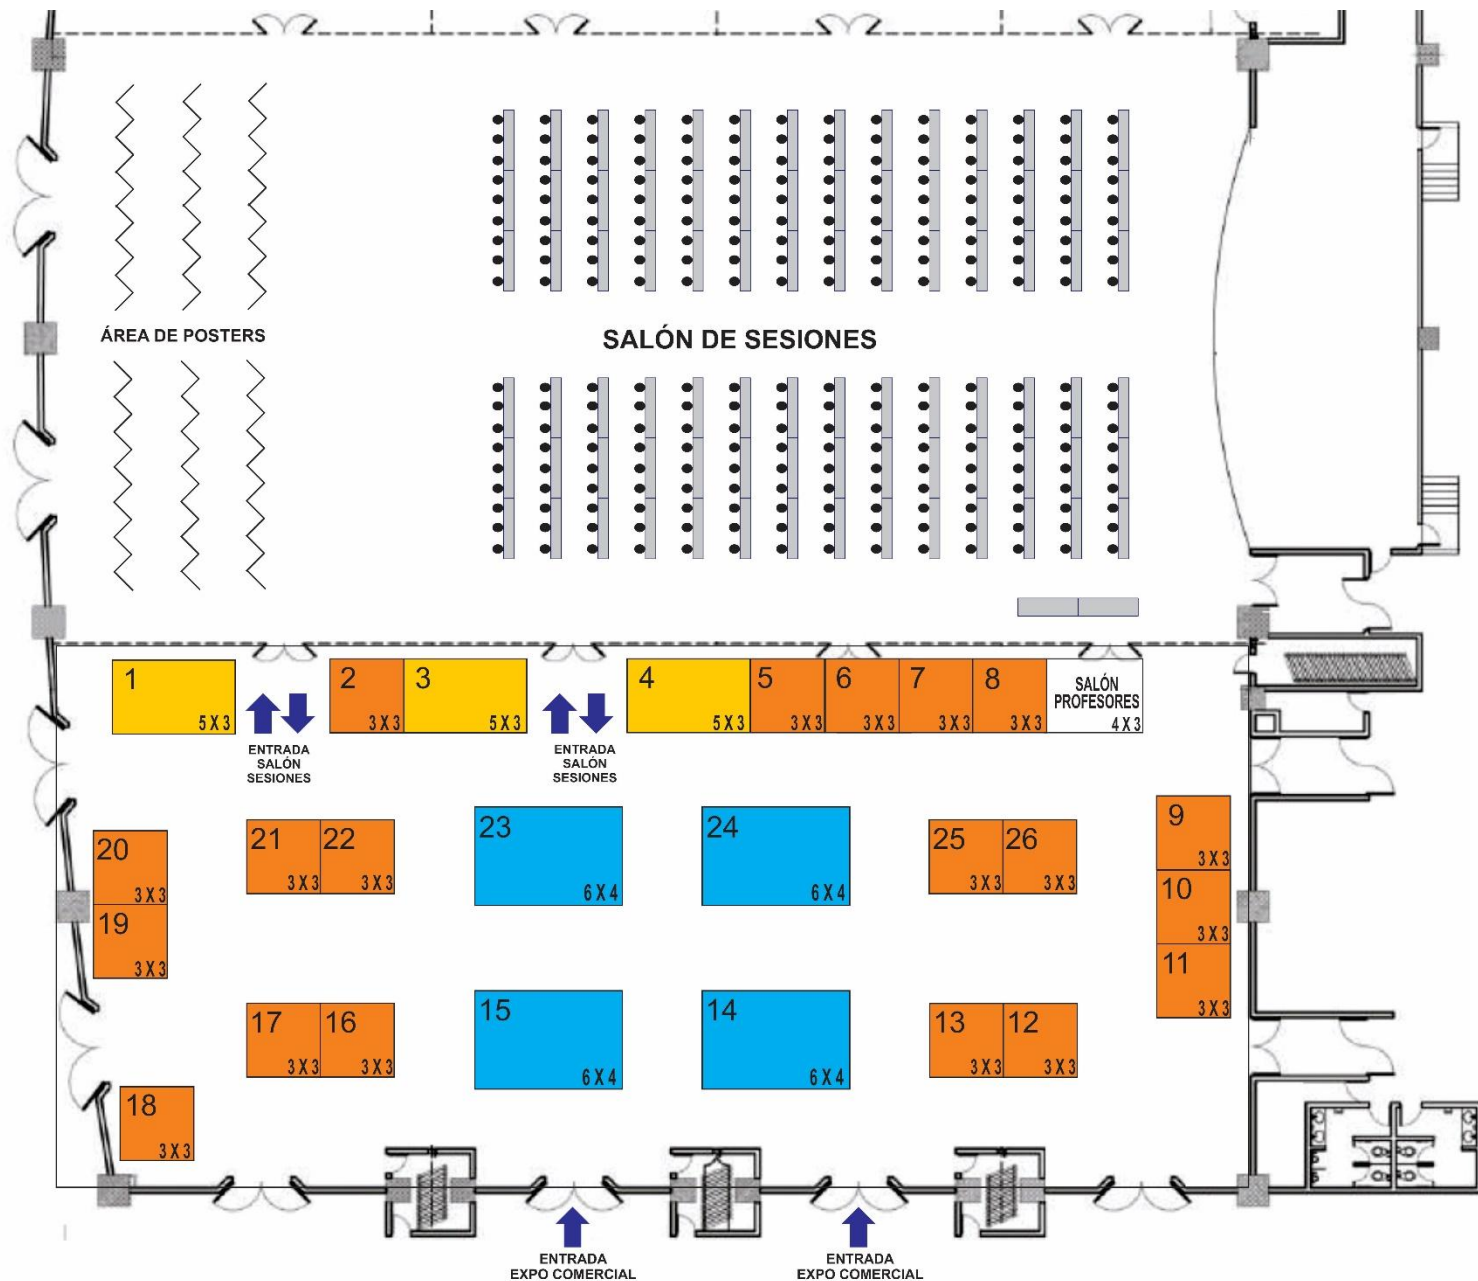 ÁREA DE POSTERS
SALÓN DE SESIONES
1
5 X 3
2
3 X 3
3
5 X 3
4
5 X 3
5
3 X 3
6
3 X 3
7
3 X 3
8
3 X 3
SALÓN
PROFESORES
4 X 3
ENTRADA
SALÓN
SESIONES
ENTRADA
SALÓN
SESIONES
9
3 X 3
10
3 X 3
11
3 X 3
20
3 X 3
19
3 X 3
21
3 X 3
22
3 X 3
23
6 X 4
24
6 X 4
25
3 X 3
26
3 X 3
17
3 X 3
16
3 X 3
15
6 X 4
14
6 X 4
13
3 X 3
12
3 X 3
18
3 X 3
ENTRADA
EXPO COMERCIAL
ENTRADA
EXPO COMERCIAL